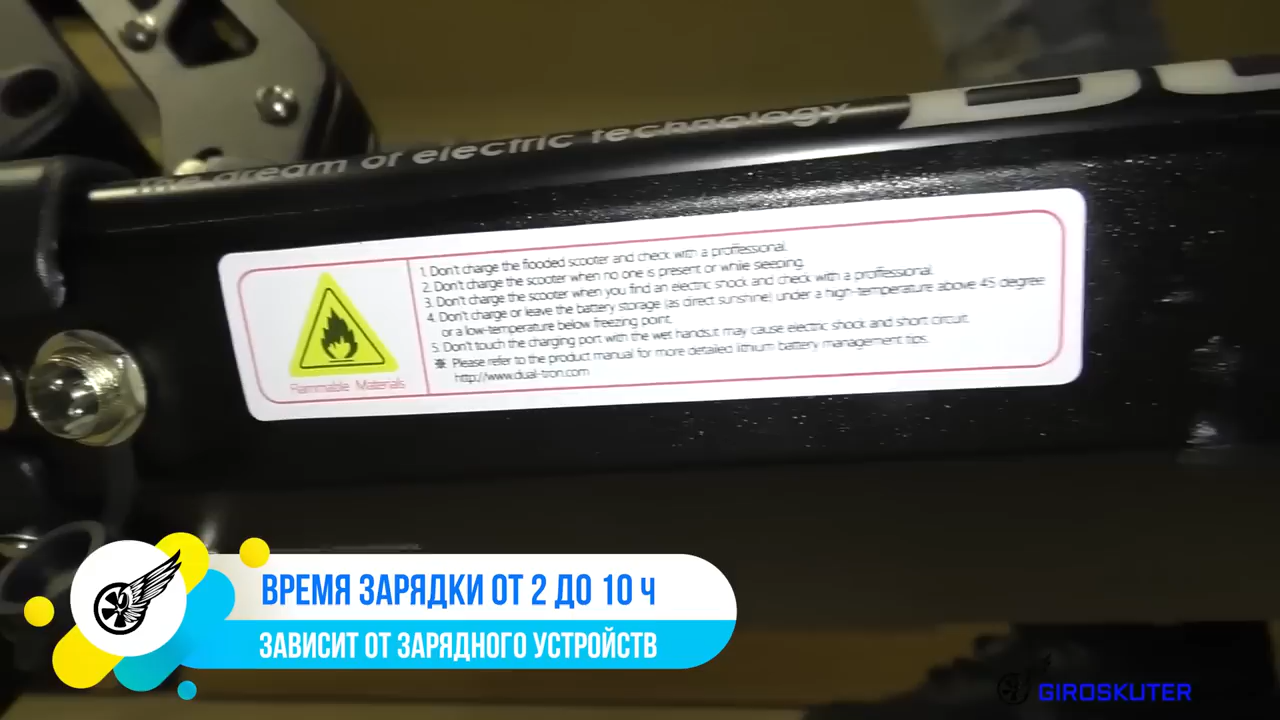 the dream of electric technology
1. Don't charge the flooded scooter and check with a proffessional.
2. Don't charge the scooter when no one is present or while sleeping.
3. Don't charge the scooter when you find an electric shock and check with a proffessional.
4. Don't charge or leave the battery storage (as direct sunshine) under a high-temperature above 45 degree
or a low-temperature below freezing point.
5. Don't touch the charging port with the wet hands.it may cause electric shock and short circuit.
※ Please refer to the product manual for more detailed lithium battery management tips.
http://www.dual-tron.com
Flammable Materials
ВРЕМЯ ЗАРЯДКИ ОТ 2 ДО 10 Ч
ЗАВИСИТ ОТ ЗАРЯДНОГО УСТРОЙСТВ
GIROSKUTER